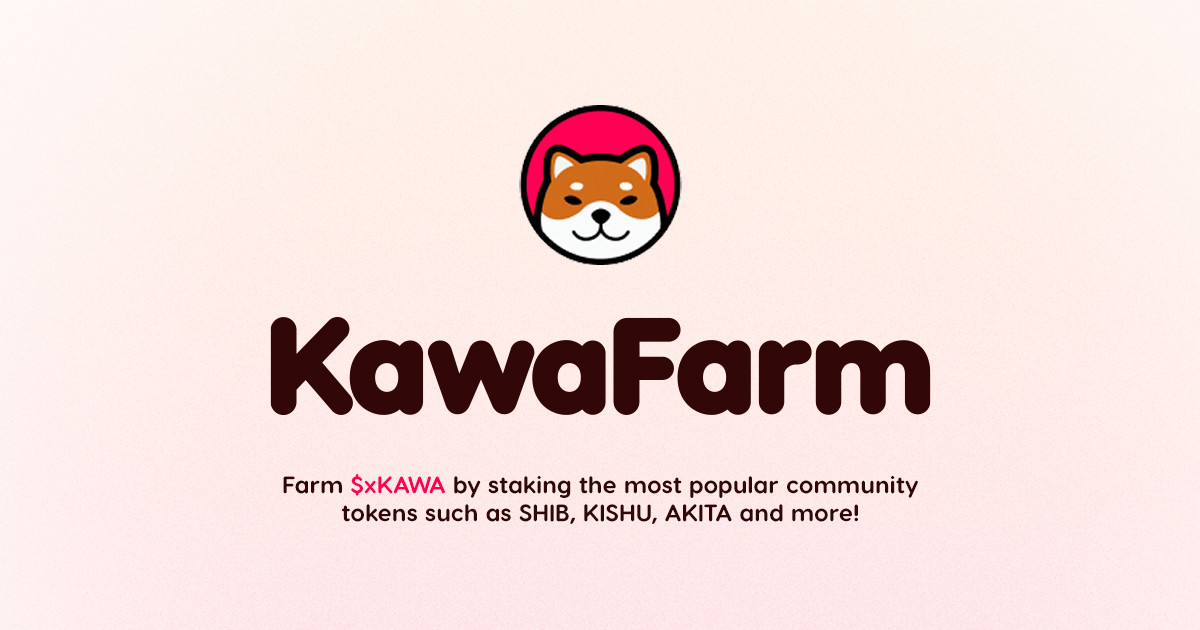 KawaFarm
Farm $xKAWA by staking the most popular community
tokens such as SHIB, KISHU, AKITA and more!